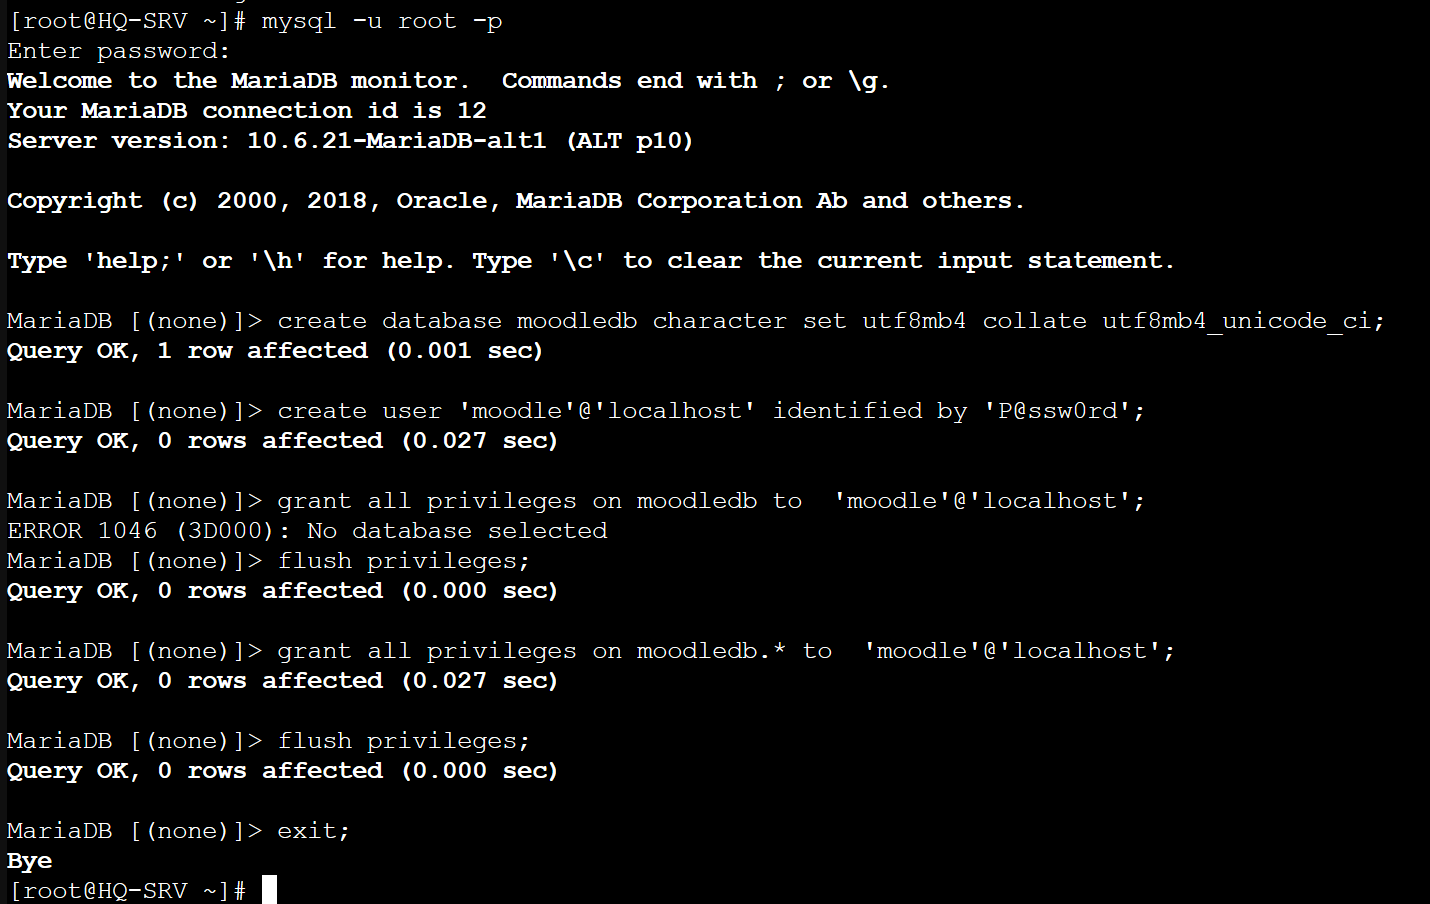 [root@HQ-SRV ~]# mysql -u root -p
Enter password:
Welcome to the MariaDB monitor.  Commands end with ; or \g.
Your MariaDB connection id is 12
Server version: 10.6.21-MariaDB-alt1 (ALT p10)
Copyright (c) 2000, 2018, Oracle, MariaDB Corporation Ab and others.
Type 'help;' or '\h' for help. Type '\c' to clear the current input statement.
MariaDB [(none)]> create database moodledb character set utf8mb4 collate utf8mb4_unicode_ci;
Query OK, 1 row affected (0.001 sec)
MariaDB [(none)]> create user 'moodle'@'localhost' identified by 'P@ssw0rd';
Query OK, 0 rows affected (0.027 sec)
MariaDB [(none)]> grant all privileges on moodledb to  'moodle'@'localhost';
ERROR 1046 (3D000): No database selected
MariaDB [(none)]> flush privileges;
Query OK, 0 rows affected (0.000 sec)
MariaDB [(none)]> grant all privileges on moodledb.* to  'moodle'@'localhost';
Query OK, 0 rows affected (0.027 sec)
MariaDB [(none)]> flush privileges;
Query OK, 0 rows affected (0.000 sec)
MariaDB [(none)]> exit;
Bye
[root@HQ-SRV ~]#